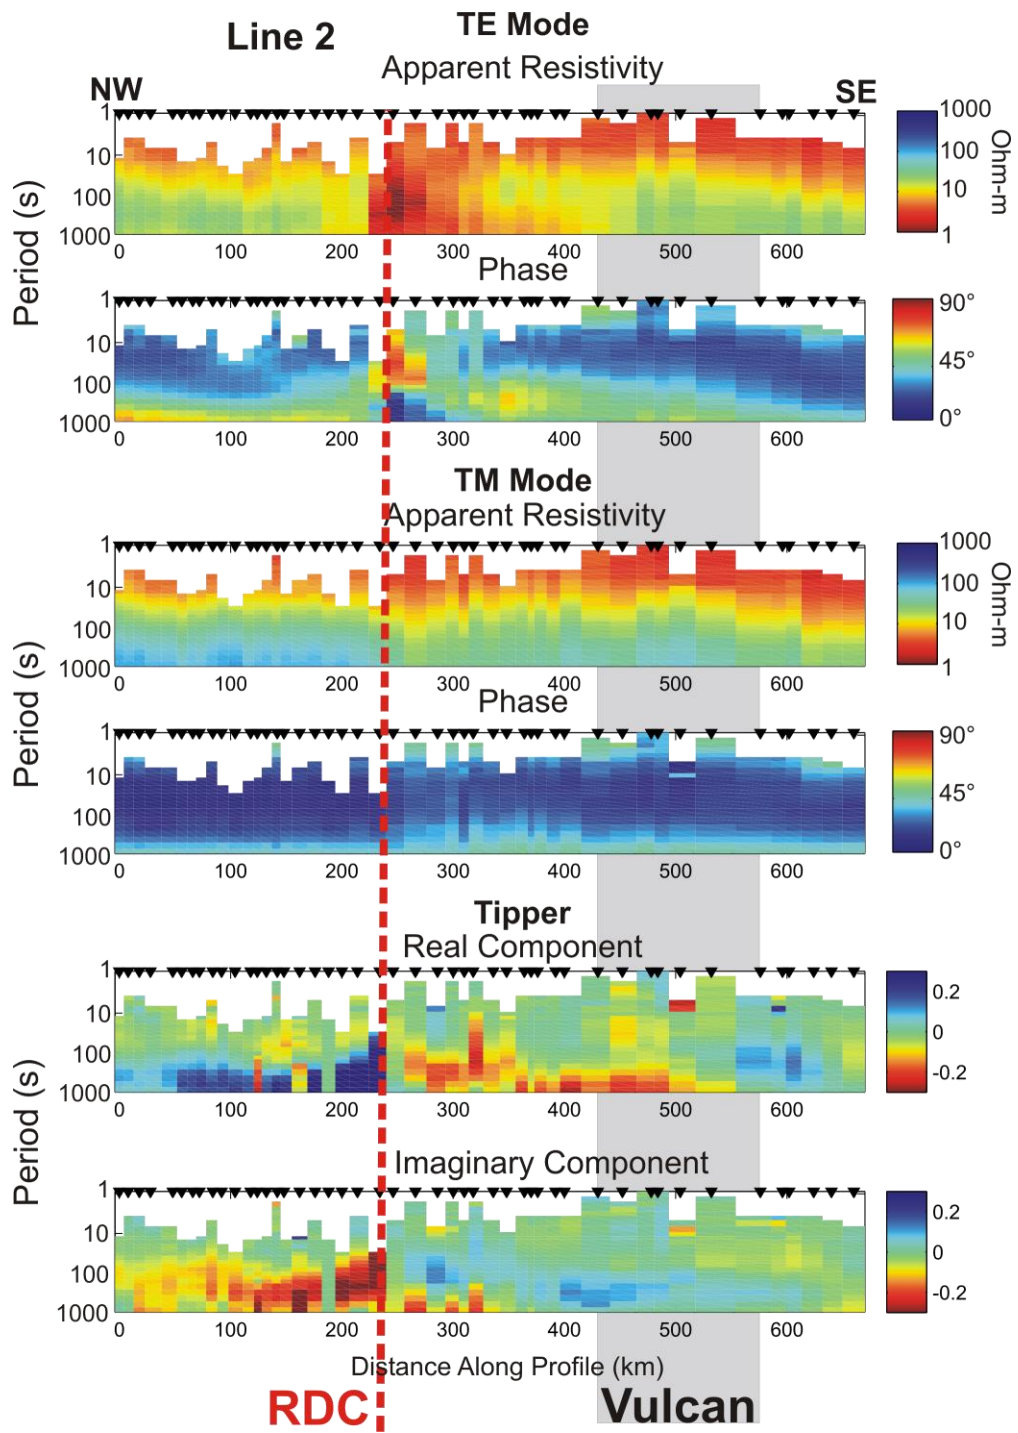 Line 2
TE Mode
Apparent Resistivity
NW
SE
1
10
100
1000
0 100 200 300 400 500 600
1000
100
10
1
Ohm-m
Period (s)
Phase
1
10
100
1000
0 100 200 300 400 500 600
90°
45°
0°
TM Mode
Apparent Resistivity
1
10
100
1000
0 100 200 300 400 500 600
1000
100
10
1
Ohm-m
Period (s)
Phase
1
10
100
1000
0 100 200 300 400 500 600
90°
45°
0°
Tipper
Real Component
1
10
100
1000
0 100 200 300 400 500 600
0.2
0
-0.2
Period (s)
Imaginary Component
1
10
100
1000
0 100 200 300 400 500 600
0.2
0
-0.2
Distance Along Profile (km)
RDC
Vulcan